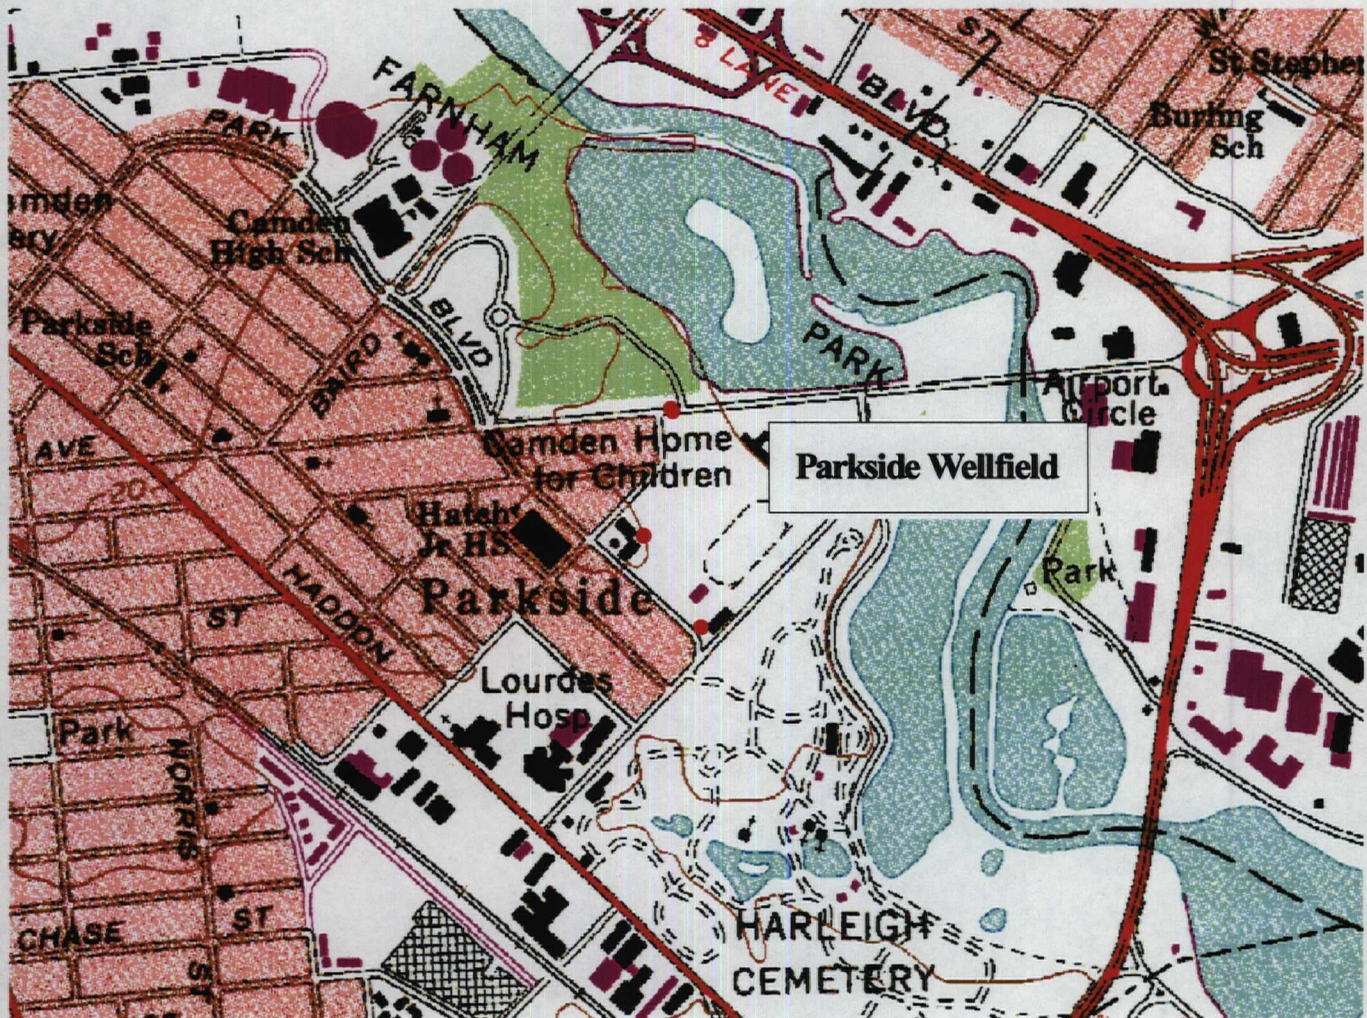 ST
St Stephe
8 LANE
BLVD
Burling
Sch
FARNHAM
PARK
Camden
High Sch
BLVD
Parkside
Sch
BAIRD
PARK
Airport
Circle
AVE
Camden Home
for Children
Parkside Wellfield
20
Hatch
Jr HS
Park
Parkside
HADDON
ST
Lourdes
Hosp
Park
NORRIS
ST
CHASE
ST
HARLEIGH
CEMETERY